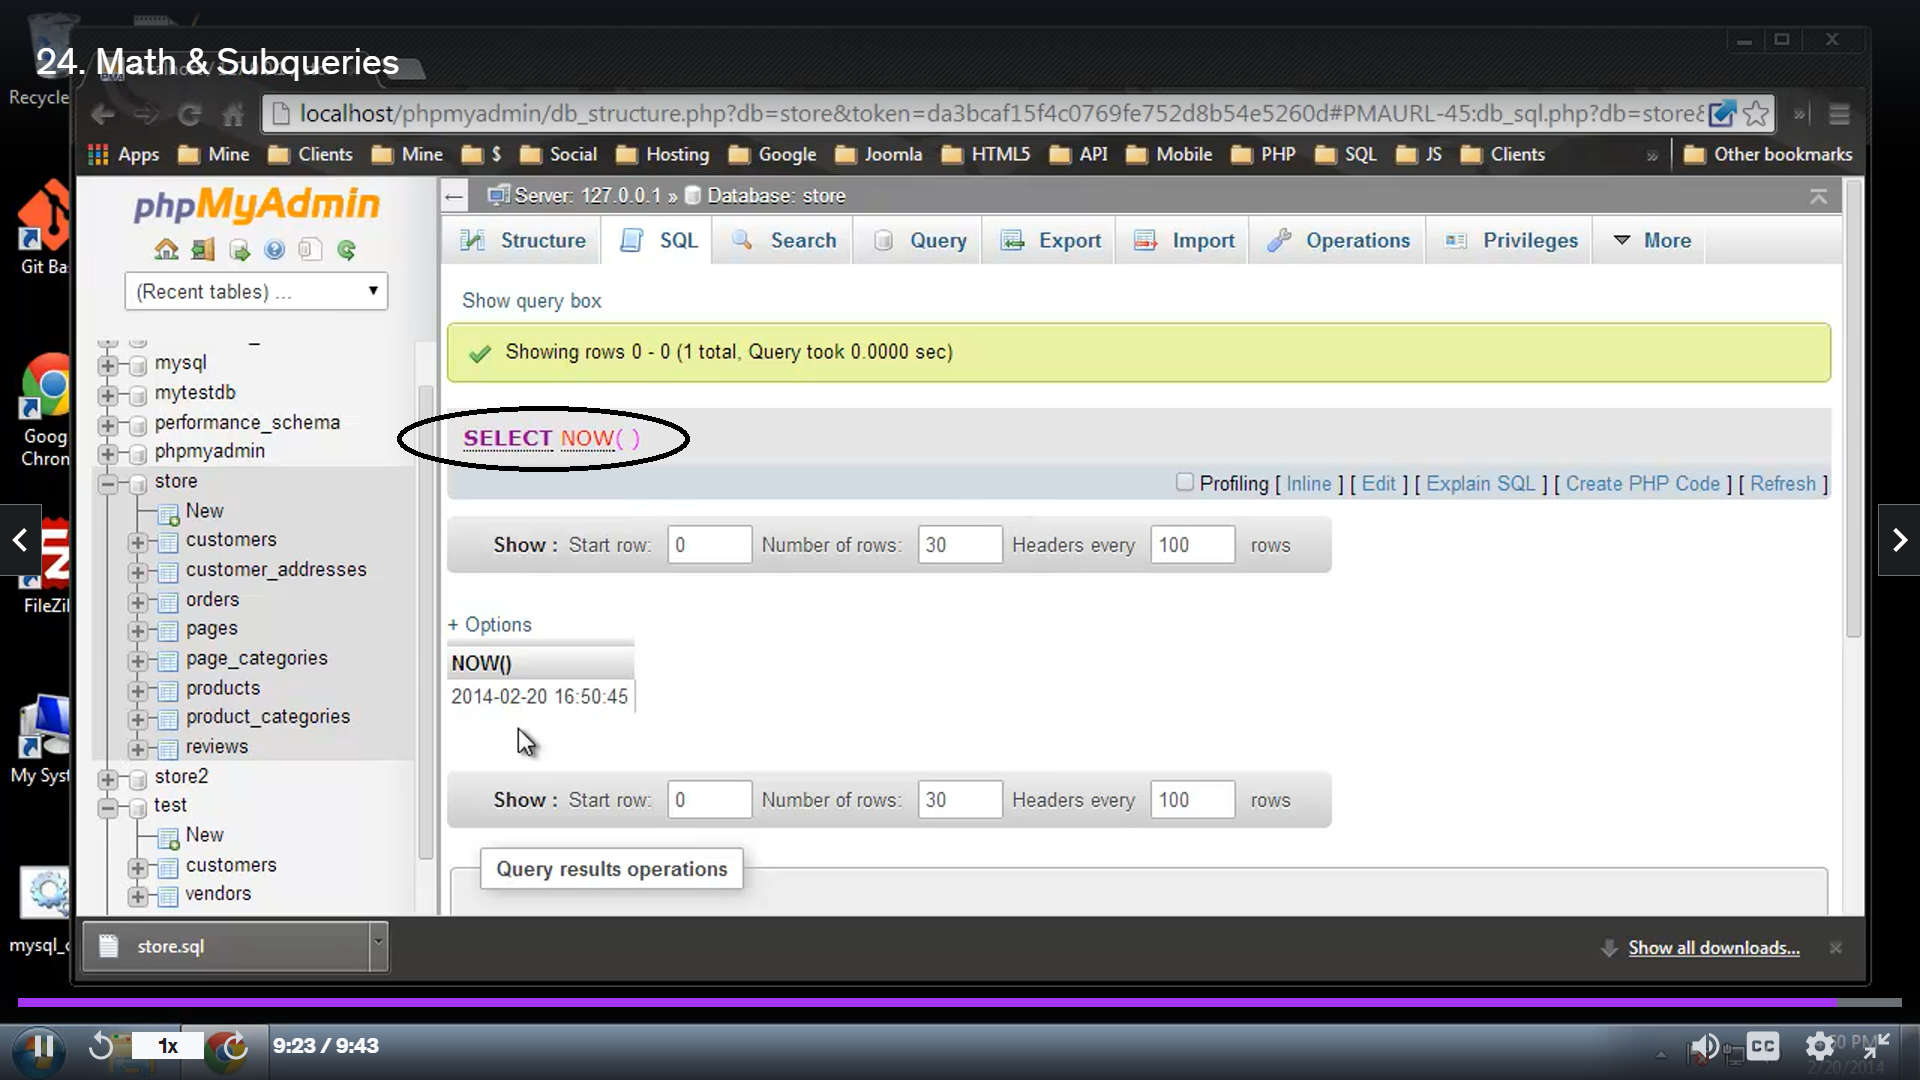 24. Math & Subqueries
Recycle
localhost/phpmyadmin/db_structure.php?db=store&token=da3bcaf15f4c0769fe752d8b54e5260d#PMAURL-45:db_sql.php?db=store&
Apps Mine Clients Mine $ Social Hosting Google Joomla HTML5 API Mobile PHP SQL JS Clients » Other bookmarks
phpMyAdmin
Server: 127.0.0.1 » Database: store
Structure SQL Search Query Export Import Operations Privileges More
Git Ba
(Recent tables) ...
Show query box
Showing rows 0 - 0 (1 total, Query took 0.0000 sec)
mysql
mytestdb
performance_schema
phpmyadmin
store
New
customers
customer_addresses
orders
pages
page_categories
products
product_categories
reviews
store2
test
New
customers
vendors
SELECT NOW( )
Profiling [ Inline ] [ Edit ] [ Explain SQL ] [ Create PHP Code ] [ Refresh ]
Show : Start row: 0 Number of rows: 30 Headers every 100 rows
+ Options
NOW()
2014-02-20 16:50:45
Show : Start row: 0 Number of rows: 30 Headers every 100 rows
Query results operations
Goog
Chron
FileZil
My Syst
mysql_c
store.sql
Show all downloads...
1x
9:23 / 9:43
CC
2/20/2014